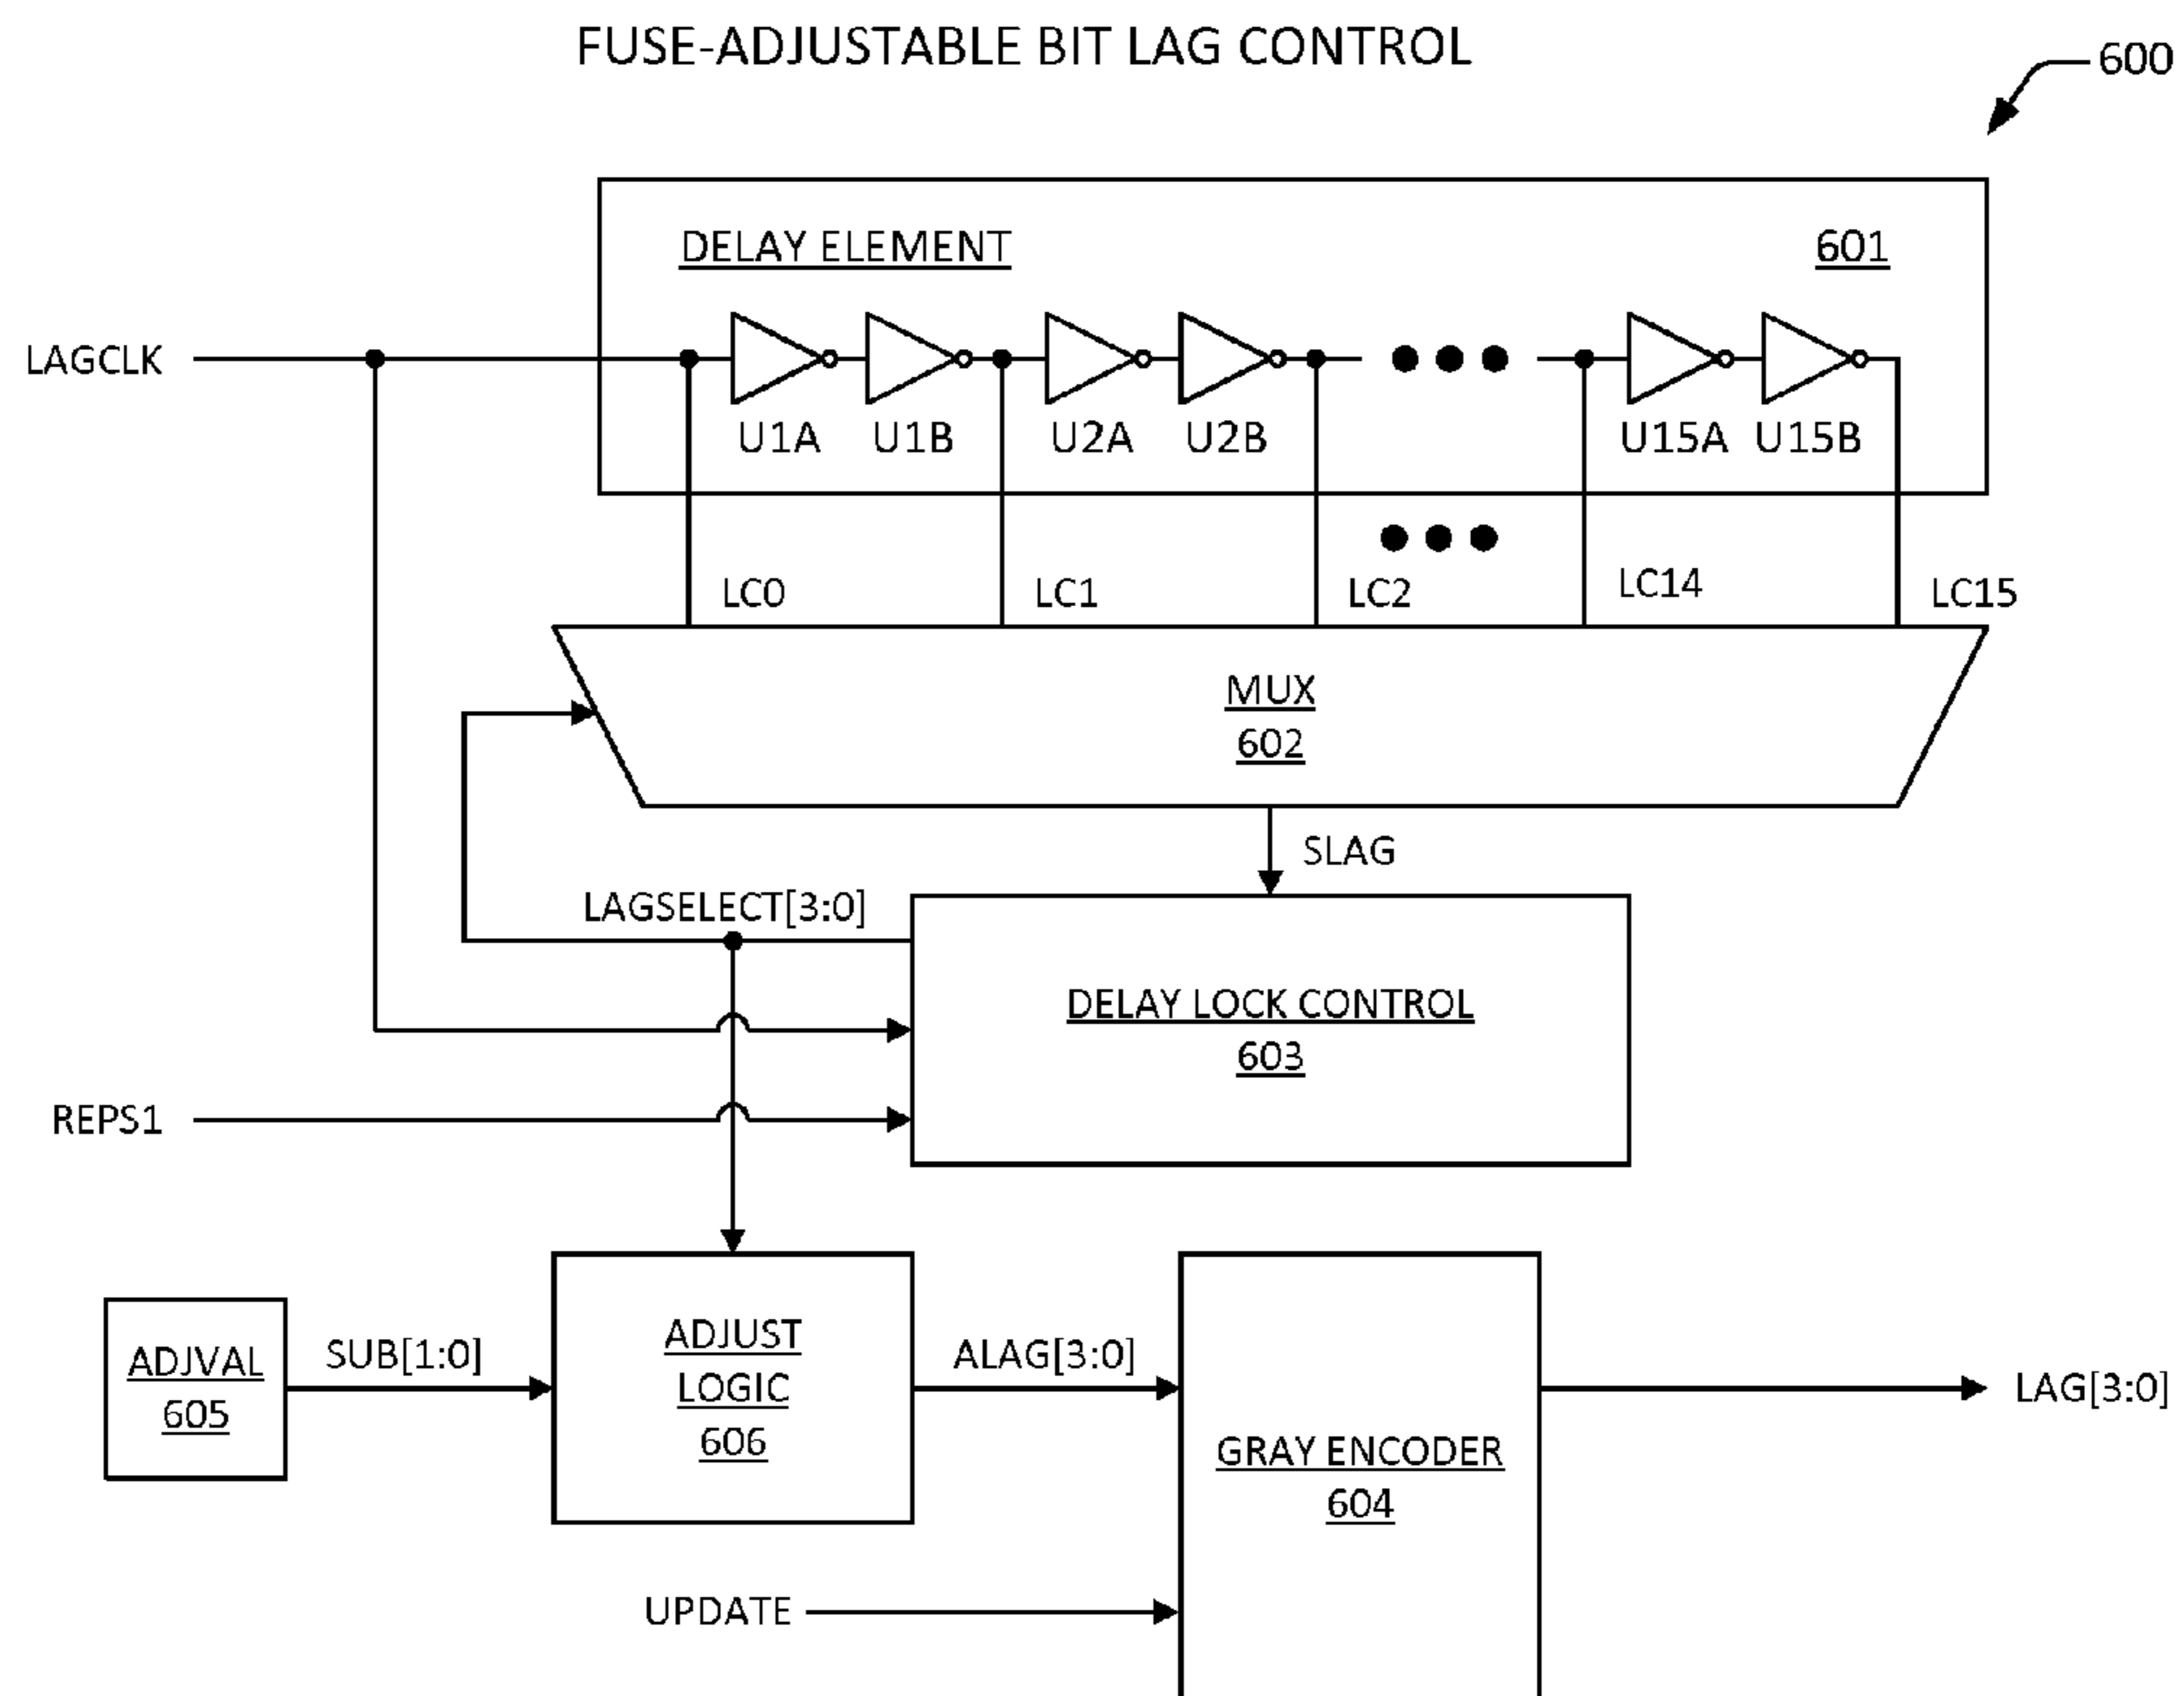 FUSE-ADJUSTABLE BIT LAG CONTROL
600
DELAY ELEMENT
601
LAGCLK
U1A
U1B
U2A
U2B
U15A
U15B
LC0
LC1
LC2
LC14
LC15
MUX
602
SLAG
LAGSELECT[3:0]
DELAY LOCK CONTROL
603
REPS1
ADJVAL
605
SUB[1:0]
ADJUST
LOGIC
606
ALAG[3:0]
GRAY ENCODER
604
LAG[3:0]
UPDATE